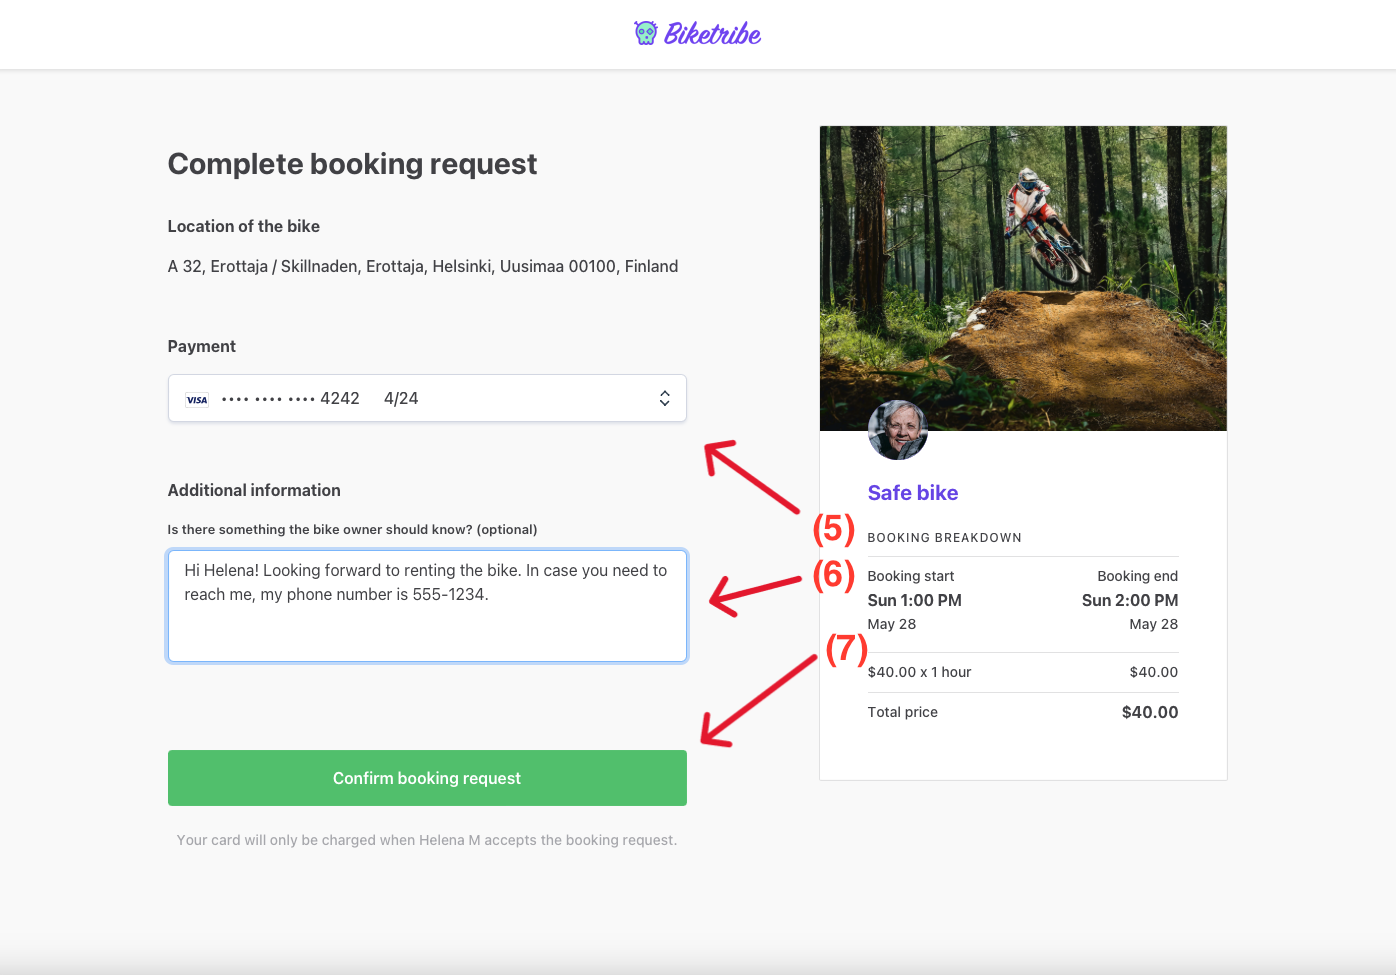 Biketribe
Complete booking request
Location of the bike
A 32, Erottaja / Skillnaden, Erottaja, Helsinki, Uusimaa 00100, Finland
Payment
VISA •••• •••• •••• 4242 4/24
Additional information
Is there something the bike owner should know? (optional)
Hi Helena! Looking forward to renting the bike. In case you need to
reach me, my phone number is 555-1234.
Confirm booking request
Your card will only be charged when Helena M accepts the booking request.
(5)
(6)
(7)
Safe bike
BOOKING BREAKDOWN
Booking start Booking end
Sun 1:00 PM Sun 2:00 PM
May 28 May 28
$40.00 x 1 hour $40.00
Total price $40.00